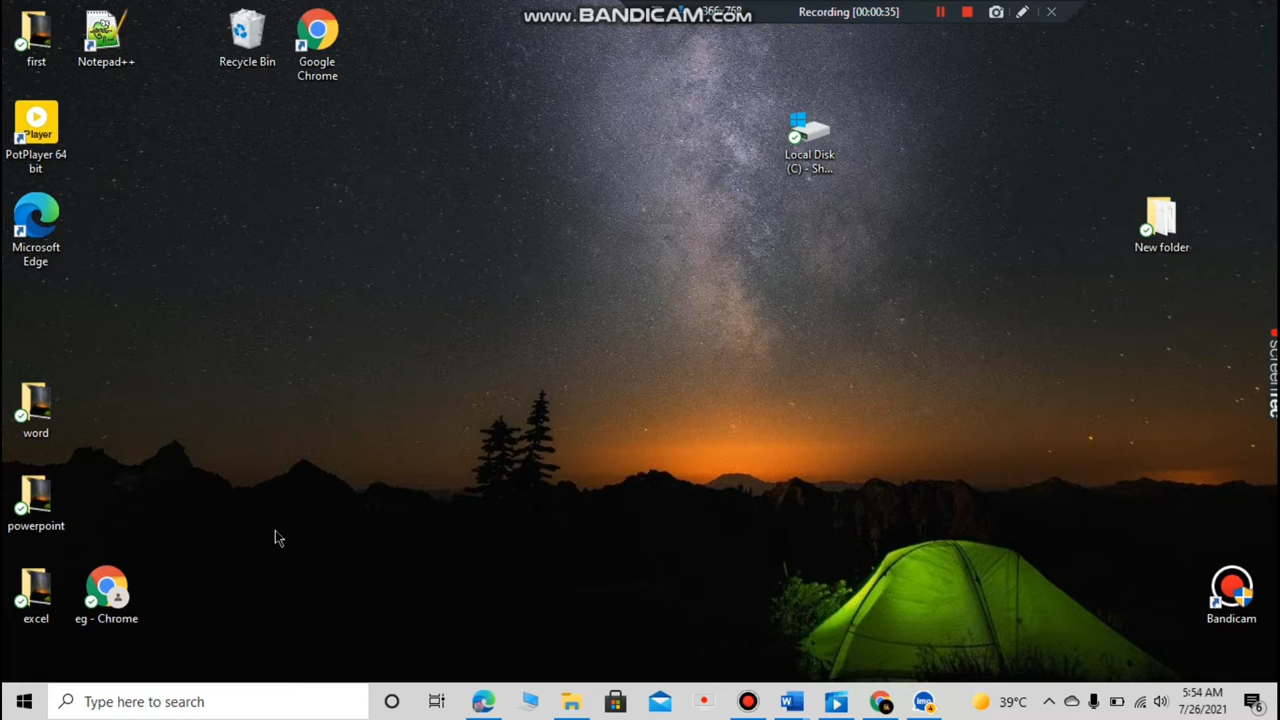 www.BANDICAM.com
Recording [00:00:35]
first
Notepad++
Recycle Bin
Google
Chrome
Player
PotPlayer 64
bit
Local Disk
(C) - Sh...
Microsoft
Edge
New folder
word
powerpoint
excel
eg - Chrome
Bandicam
Type here to search
39°C
5:54 AM
7/26/2021
6